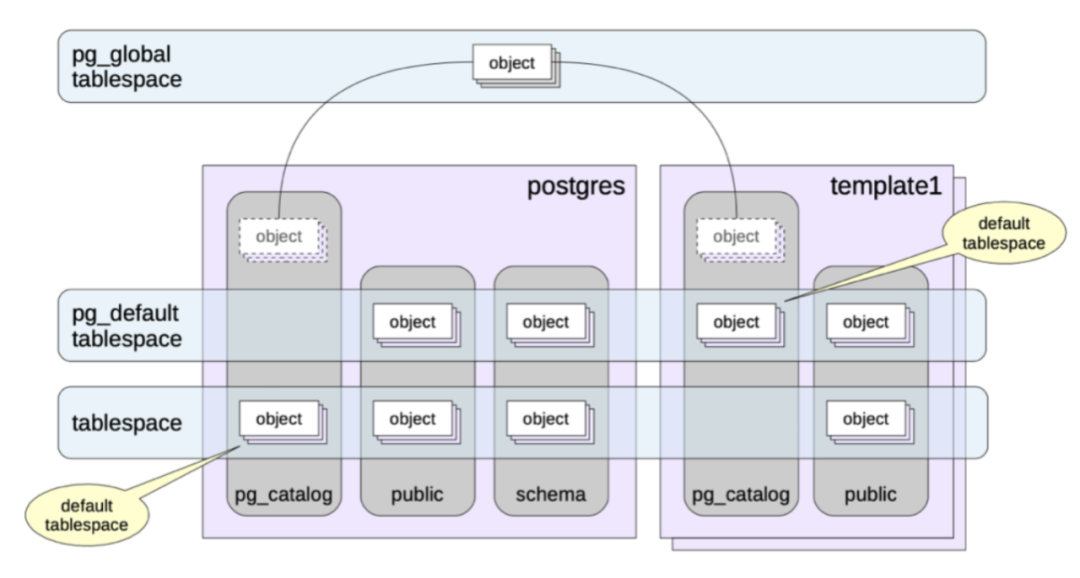 pg_global
tablespace
object
postgres
template1
object
object
default
tablespace
pg_default
tablespace
object
object
object
object
tablespace
object
object
object
object
default
tablespace
pg_catalog
public
schema
pg_catalog
public